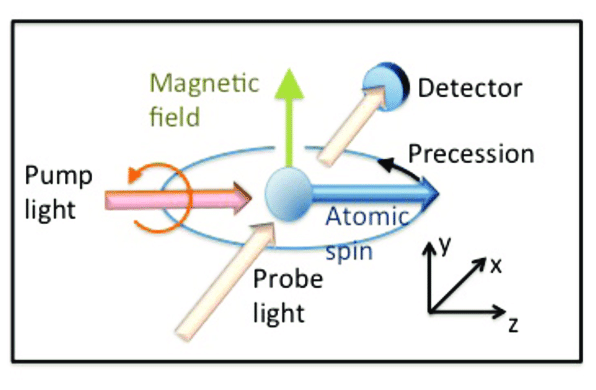 Magnetic
field
Detector
Precession
Pump
light
Atomic
spin
Probe
light
y
x
z